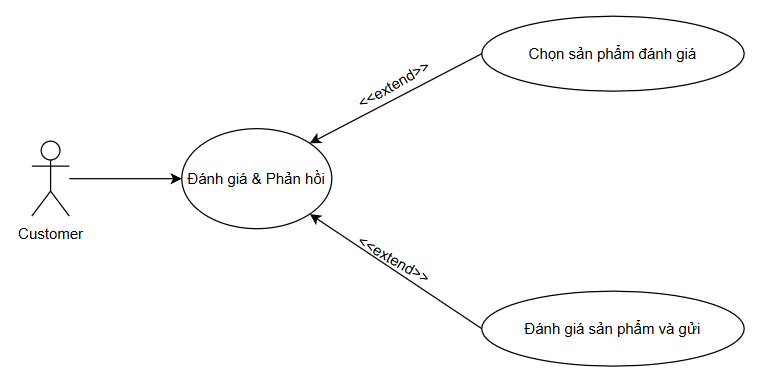 Chọn sản phẩm đánh giá
<<extend>>
Đánh giá & Phản hồi
Customer
<<extend>>
Đánh giá sản phẩm và gửi